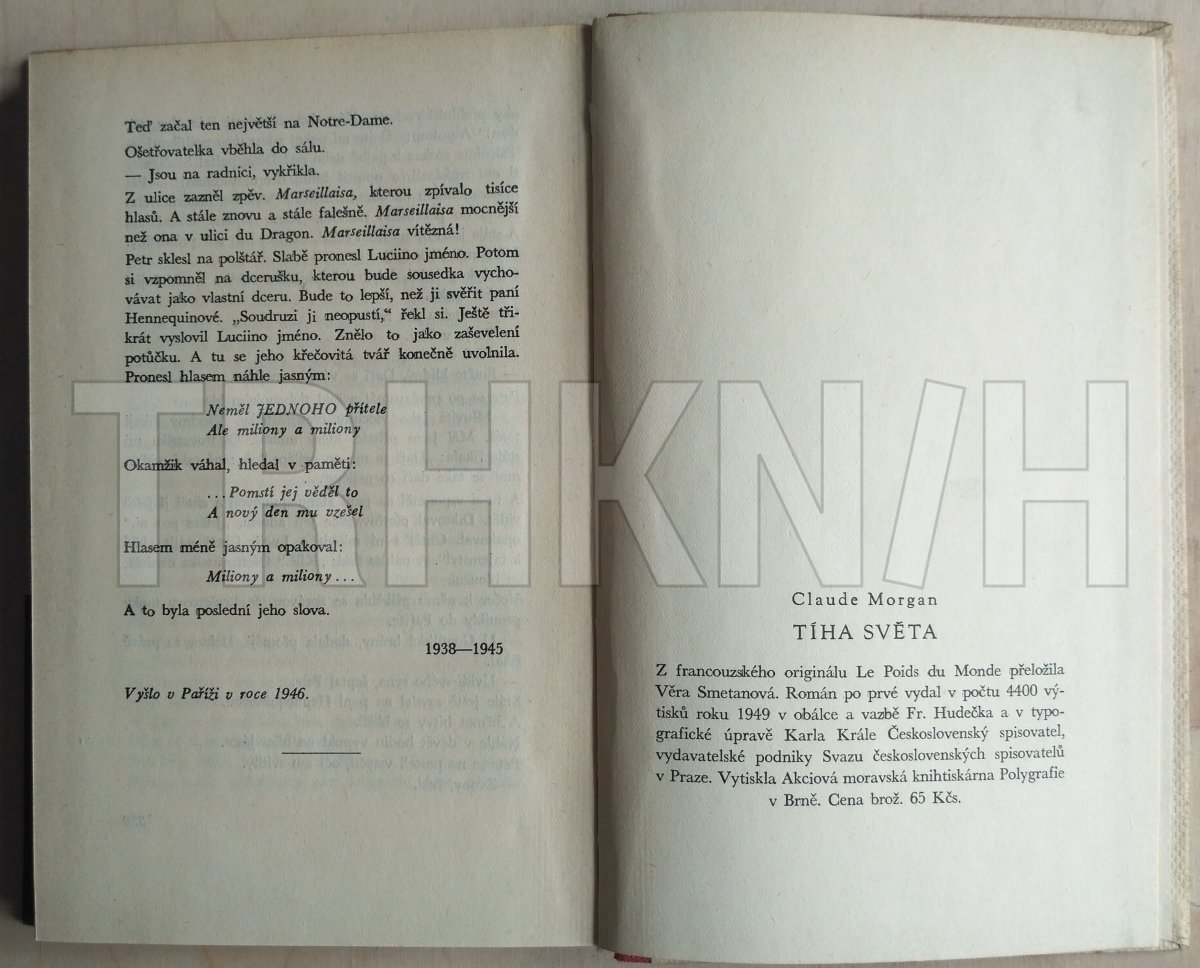 Teď začal ten největší na Notre-Dame.
Ošetřovatelka vběhla do sálu.
— Jsou na radnici, vykřikla.
Z ulice zazněl zpěv. Marseillaisa, kterou zpívalo tisíce
hlasů. A stále znovu a stále falešně. Marseillaisa mocnější
než ona v ulici du Dragon. Marseillaisa vítězná!
Petr sklesl na polštář. Slabě pronesl Luciino jméno. Potom
si vzpomněl na dcerušku, kterou bude sousedka vycho-
vávat jako vlastní dceru. Bude to lepší, než ji svěřit paní
Hennequinové. „Soudruzi ji neopustí,“ řekl si. Ještě tři-
krát vyslovil Luciino jméno. Znělo to jako zaševelení
potůčku. A tu se jeho křečovitá tvář konečně uvolnila.
Pronesl hlasem náhle jasným:
Neměl JEDNOHO přítele
Ale miliony a miliony
Okamžik váhal, hledal v paměti:
...Pomstí jej věděl to
A nový den mu vzešel
Hlasem méně jasným opakoval:
Miliony a miliony...
A to byla poslední jeho slova.
1938—1945
Vyšlo v Paříži v roce 1946.
TRHKN/H
Claude Morgan
TÍHA SVĚTA
Z francouzského originálu Le Poids du Monde přeložila
Věra Smetanová. Román po prvé vydal v počtu 4400 vý-
tisků roku 1949 v obálce a vazbě Fr. Hudečka a v typo-
grafické úpravě Karla Krále Československý spisovatel,
vydavatelské podniky Svazu československých spisovatelů
v Praze. Vytiskla Akciová moravská knihtiskárna Polygrafie
v Brně. Cena brož. 65 Kčs.